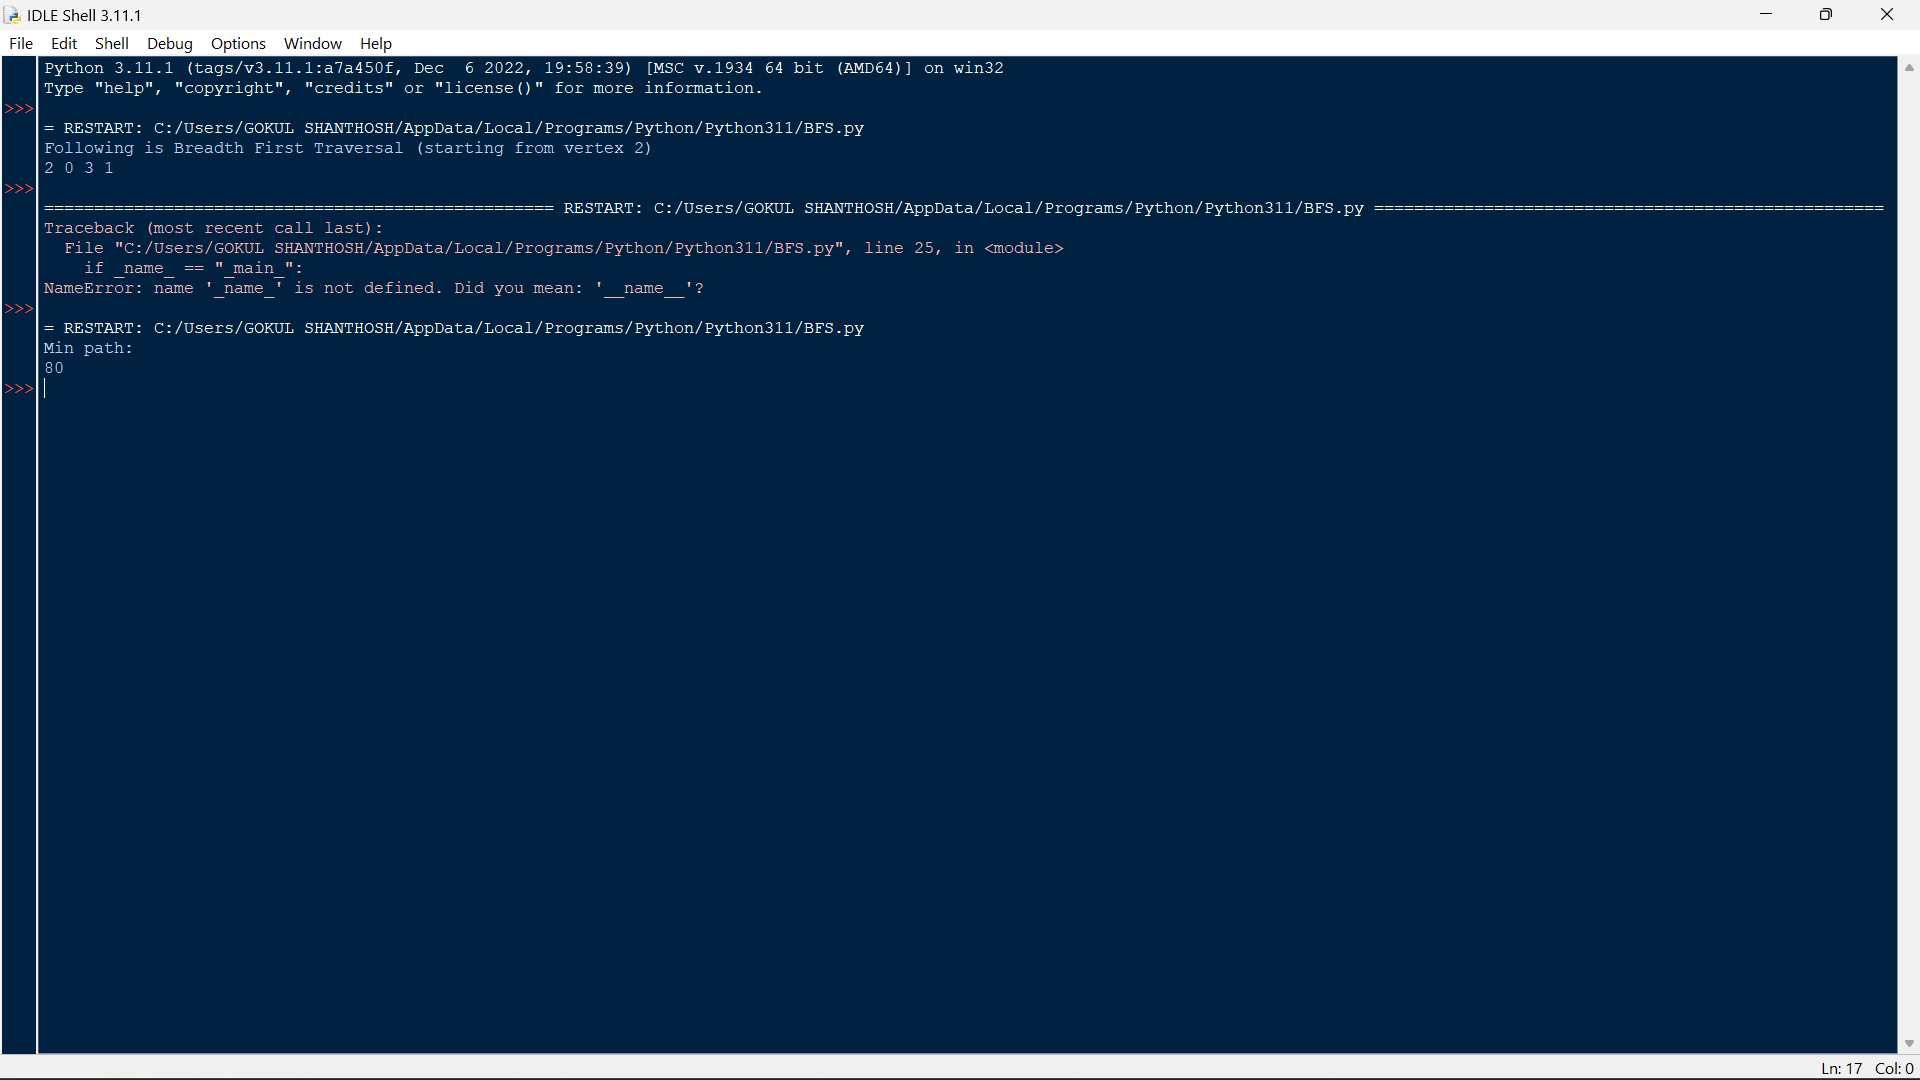 IDLE Shell 3.11.1
File Edit Shell Debug Options Window Help
Python 3.11.1 (tags/v3.11.1:a7a450f, Dec  6 2022, 19:58:39) [MSC v.1934 64 bit (AMD64)] on win32
Type "help", "copyright", "credits" or "license()" for more information.
>>>
= RESTART: C:/Users/GOKUL SHANTHOSH/AppData/Local/Programs/Python/Python311/BFS.py
Following is Breadth First Traversal (starting from vertex 2)
2 0 3 1
>>>
=================================================== RESTART: C:/Users/GOKUL SHANTHOSH/AppData/Local/Programs/Python/Python311/BFS.py ===================================================
Traceback (most recent call last):
  File "C:/Users/GOKUL SHANTHOSH/AppData/Local/Programs/Python/Python311/BFS.py", line 25, in <module>
    if _name_ == "_main_":
NameError: name '_name_' is not defined. Did you mean: '__name__'?
>>>
= RESTART: C:/Users/GOKUL SHANTHOSH/AppData/Local/Programs/Python/Python311/BFS.py
Min path:
80
>>>
Ln: 17 Col: 0